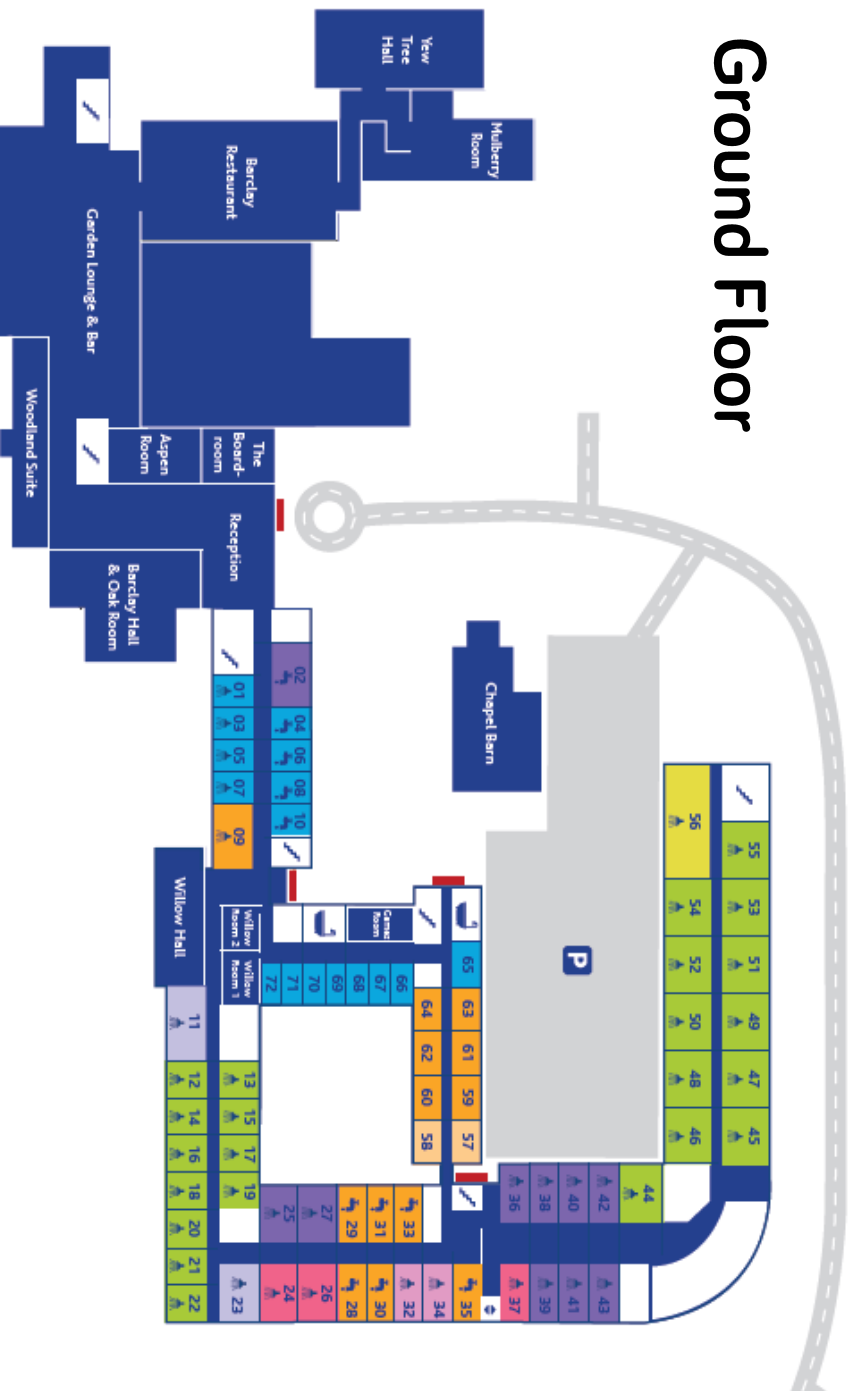 Ground Floor
Yew
Tree
Hall
Mulberry
Room
Barclay
Restaurant
Garden Lounge & Bar
Woodland Suite
Aspen
Room
The
Board-
room
Reception
Barclay Hall
& Oak Room
Chapel Barn
02
04
06
08
10
01
03
05
07
09
Willow Hall
Willow
Room 2
Willow
Room 1
Games
Room
72
71
70
69
68
67
66
65
64
63
62
61
60
59
58
57
P
56
54
52
50
48
46
55
53
51
49
47
45
11
12
14
16
18
20
21
22
13
15
17
19
23
25
27
29
31
33
24
26
28
30
32
34
35
36
38
40
42
44
37
39
41
43